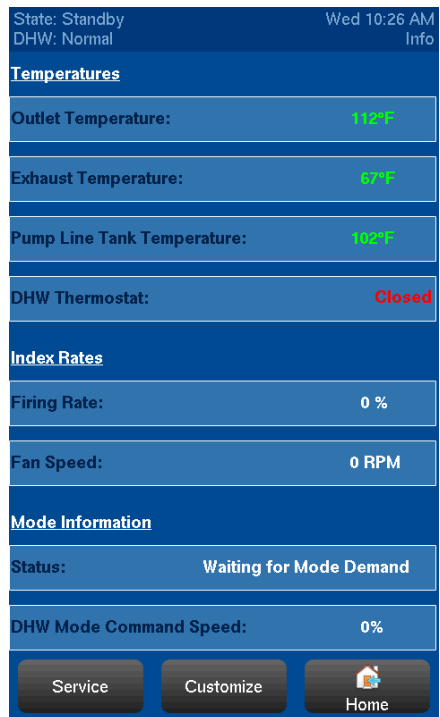 State: Standby Wed 10:26 AM
DHW: Normal Info
Temperatures
Outlet Temperature: 112°F
Exhaust Temperature: 67°F
Pump Line Tank Temperature: 102°F
DHW Thermostat: Closed
Index Rates
Firing Rate: 0 %
Fan Speed: 0 RPM
Mode Information
Status: Waiting for Mode Demand
DHW Mode Command Speed: 0%
Service Customize Home